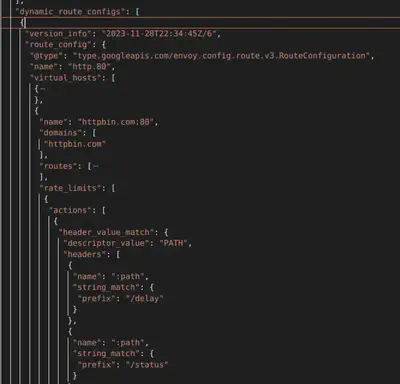 ],
"dynamic_route_configs": [
{
"version_info": "2023-11-28T22:34:45Z/6",
"route_config": {
"@type": "type.googleapis.com/envoy.config.route.v3.RouteConfiguration",
"name": "http.80",
"virtual_hosts": [
{⋯
},
{
"name": "httpbin.com:80",
"domains": [
"httpbin.com"
],
"routes": [⋯
],
"rate_limits": [
{
"actions": [
{
"header_value_match": {
"descriptor_value": "PATH",
"headers": [
{
"name": ":path",
"string_match": {
"prefix": "/delay"
}
},
{
"name": ":path",
"string_match": {
"prefix": "/status"
}